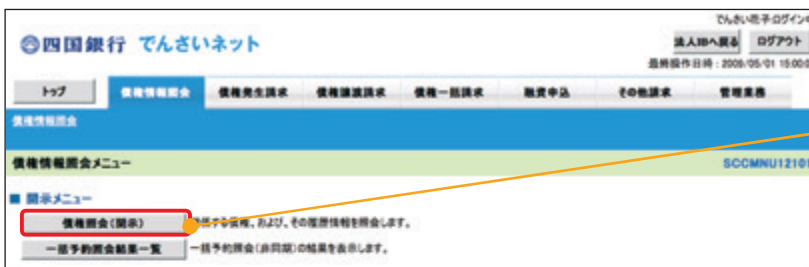 でんさい花子ログイン中
四国銀行 でんさいネット
法人IBへ戻る ログアウト
最終操作日時：2009/05/01 15:00:0
トップ 債権情報照会 債権発生請求 債権譲渡請求 債権一括請求 融資申込 その他請求 管理業務
債権情報照会
債権情報照会メニュー SCCMNU12101
■ 開示メニュー
債権照会(開示) する債権、および、その履歴情報を照会します。
一括予約照会結果一覧 一括予約照会(非同期)の結果を表示します。